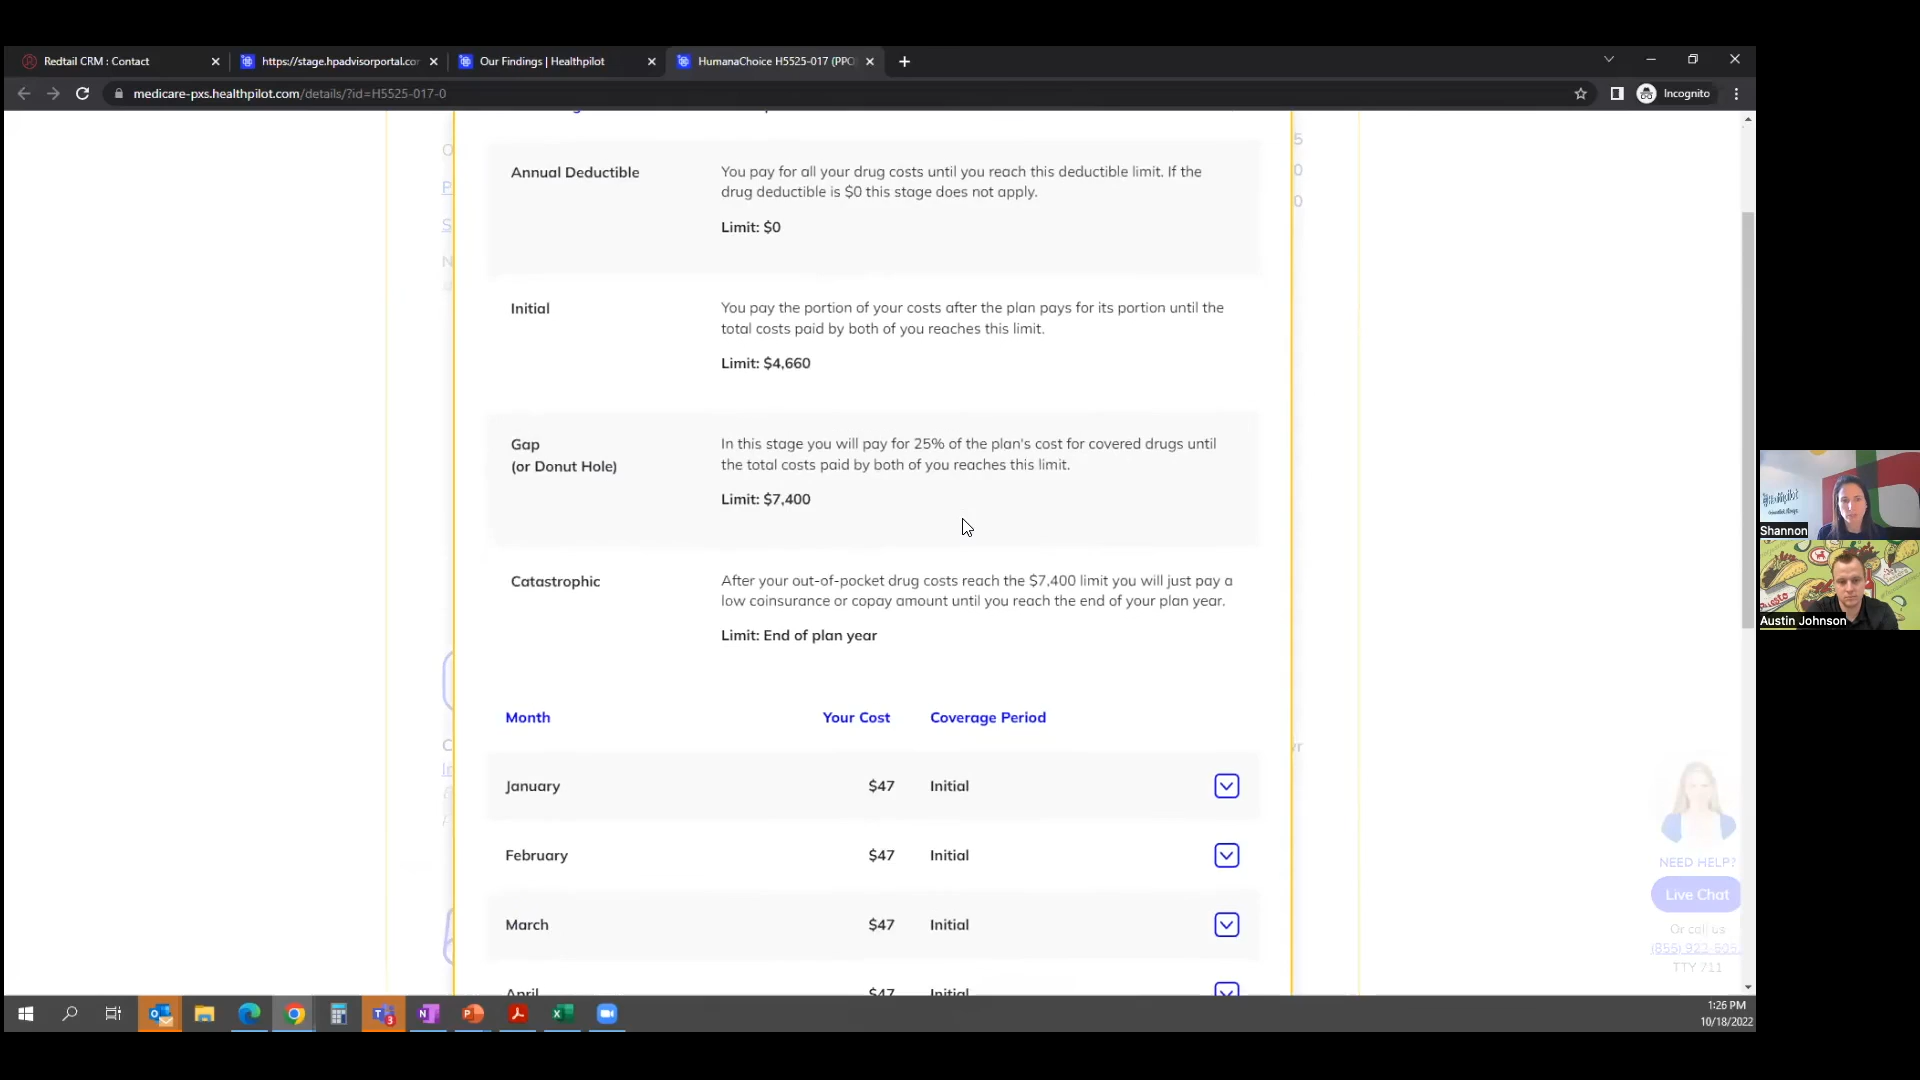 Redtail CRM : Contact
https://stage.hpadvisorportal.co
Our Findings | Healthpilot
HumanaChoice H5525-017 (PPO
medicare-pxs.healthpilot.com/details/?id=H5525-017-0
Incognito
Annual Deductible
You pay for all your drug costs until you reach this deductible limit. If the
drug deductible is $0 this stage does not apply.
Limit: $0
Initial
You pay the portion of your costs after the plan pays for its portion until the
total costs paid by both of you reaches this limit.
Limit: $4,660
Gap
(or Donut Hole)
In this stage you will pay for 25% of the plan's cost for covered drugs until
the total costs paid by both of you reaches this limit.
Limit: $7,400
Catastrophic
After your out-of-pocket drug costs reach the $7,400 limit you will just pay a
low coinsurance or copay amount until you reach the end of your plan year.
Limit: End of plan year
Month Your Cost Coverage Period
January $47 Initial
February $47 Initial
March $47 Initial
April $47 Initial
NEED HELP?
Live Chat
Or call us
TTY 711
Shannon
Austin Johnson
1:26 PM
10/18/2022